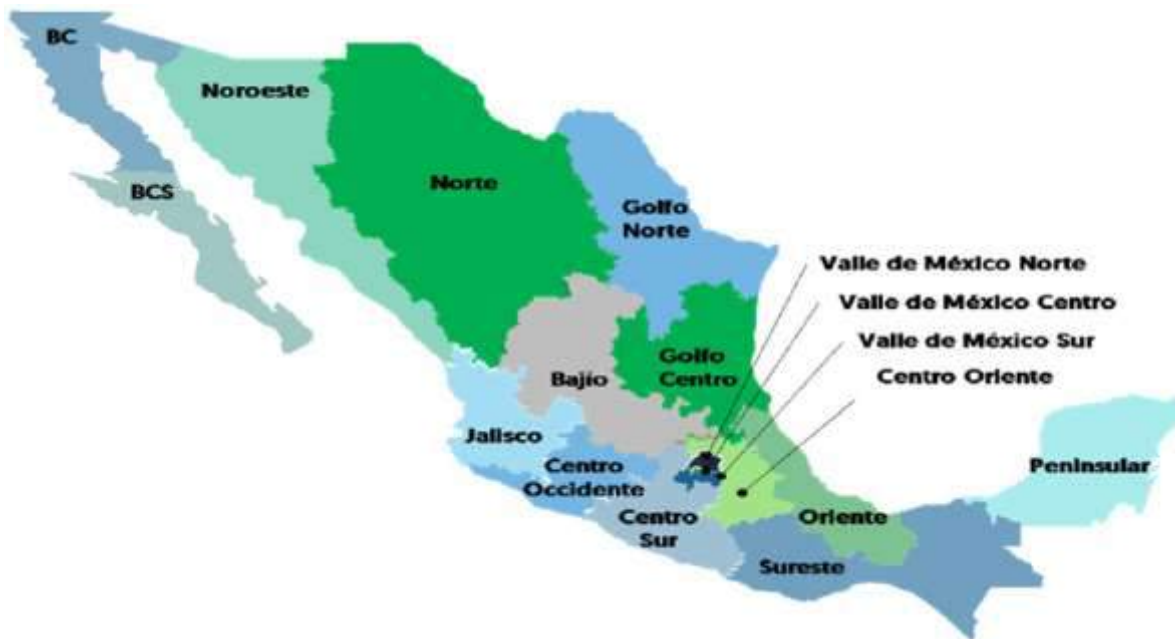 BC
Noroeste
BCS
Norte
Golfo
Norte
Valle de México Norte
Valle de México Centro
Valle de México Sur
Centro Oriente
Golfo
Centro
Bajío
Jalisco
Centro
Occidente
Peninsular
Centro
Sur
Oriente
Sureste